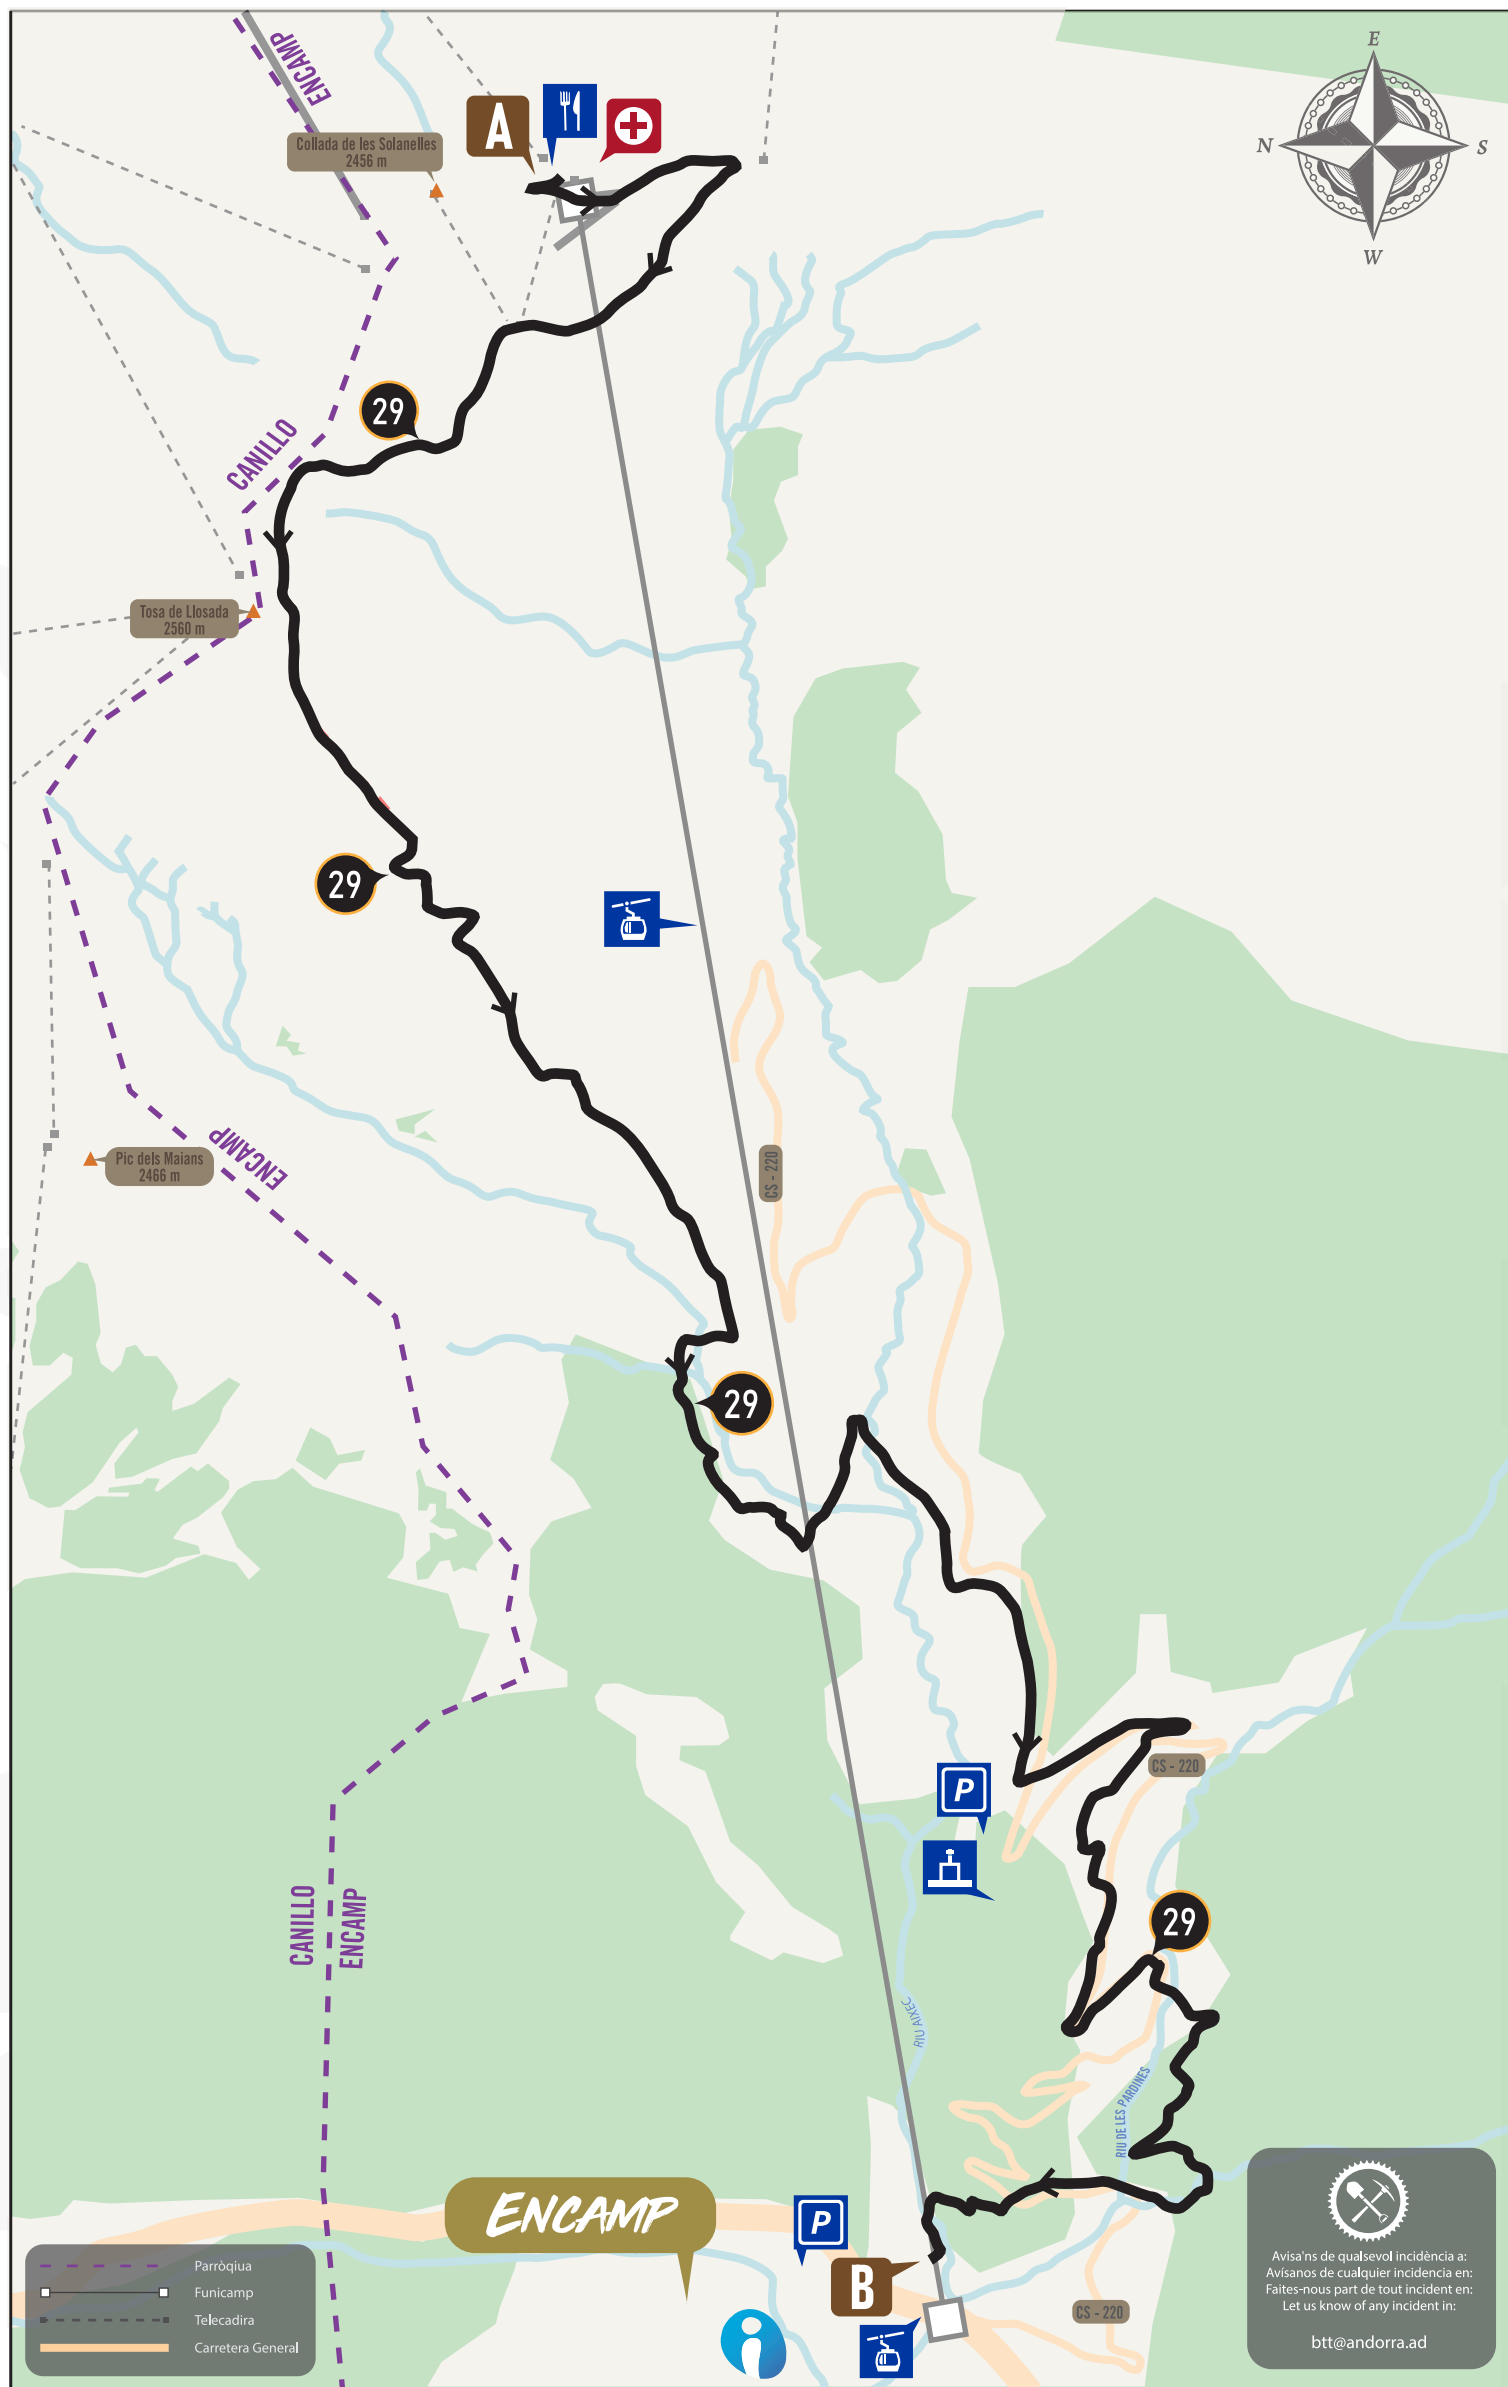 ENCAMP
E
N
S
W
A
Collada de les Solanelles
2456 m
29
CANILLO
Tosa de Llosada
2560 m
29
ENCAMP
Pic dels Maians
2466 m
CS - 220
29
CS - 220
P
29
CANILLO
ENCAMP
RIU AIXEC
RIU DE LES PARDINES
ENCAMP
P
B
i
CS - 220
Parròqiua
Funicamp
Telecadira
Carretera General
Avisa'ns de qualsevol incidència a:
Avísanos de cualquier incidencia en:
Faites-nous part de tout incident en:
Let us know of any incident in:
btt@andorra.ad